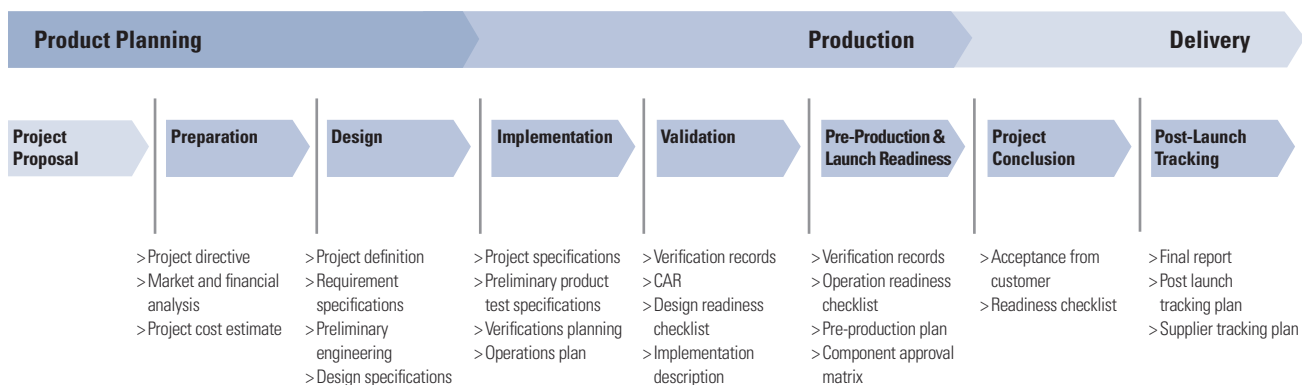 Product Planning
Production
Delivery
Project
Proposal
Preparation
Design
Implementation
Validation
Pre-Production &
Launch Readiness
Project
Conclusion
Post-Launch
Tracking
>Project directive
>Market and financial
analysis
>Project cost estimate
>Project definition
>Requirement
specifications
>Preliminary
engineering
>Design specifications
>Project specifications
>Preliminary product
test specifications
>Verifications planning
>Operations plan
>Verification records
>CAR
>Design readiness
checklist
>Implementation
description
>Verification records
>Operation readiness
checklist
>Pre-production plan
>Component approval
matrix
>Acceptance from
customer
>Readiness checklist
>Final report
>Post launch
tracking plan
>Supplier tracking plan